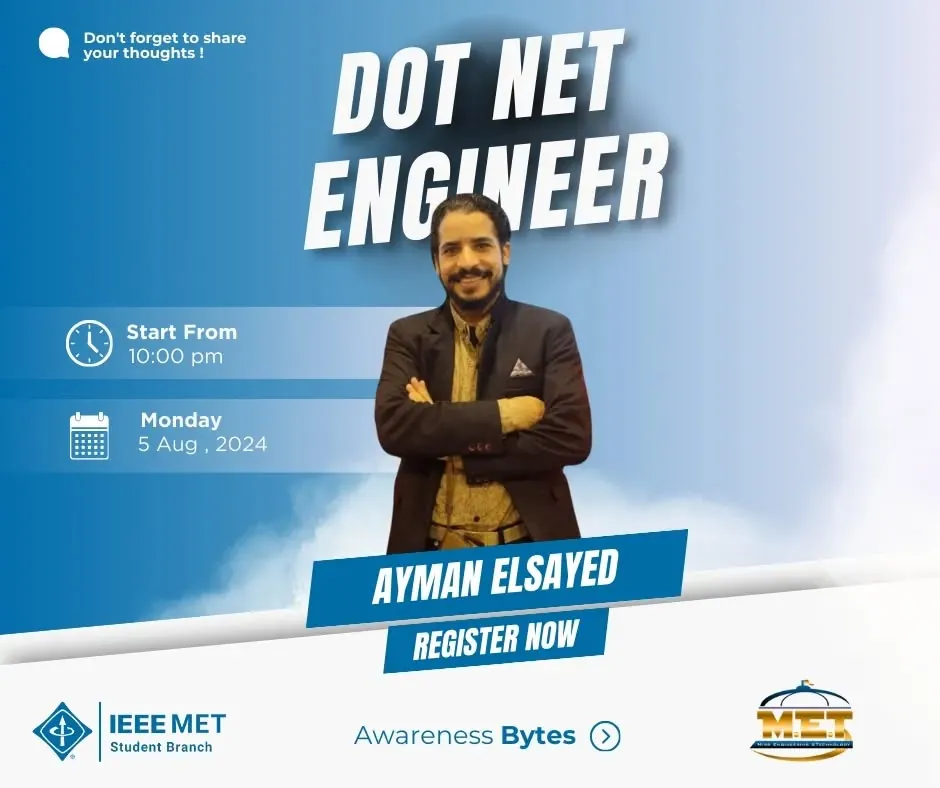 Don't forget to share
your thoughts !
DOT NET
ENGINEER
Start From
10:00 pm
Monday
5 Aug , 2024
AYMAN ELSAYED
REGISTER NOW
IEEE MET
Student Branch
Awareness Bytes
M.E.T